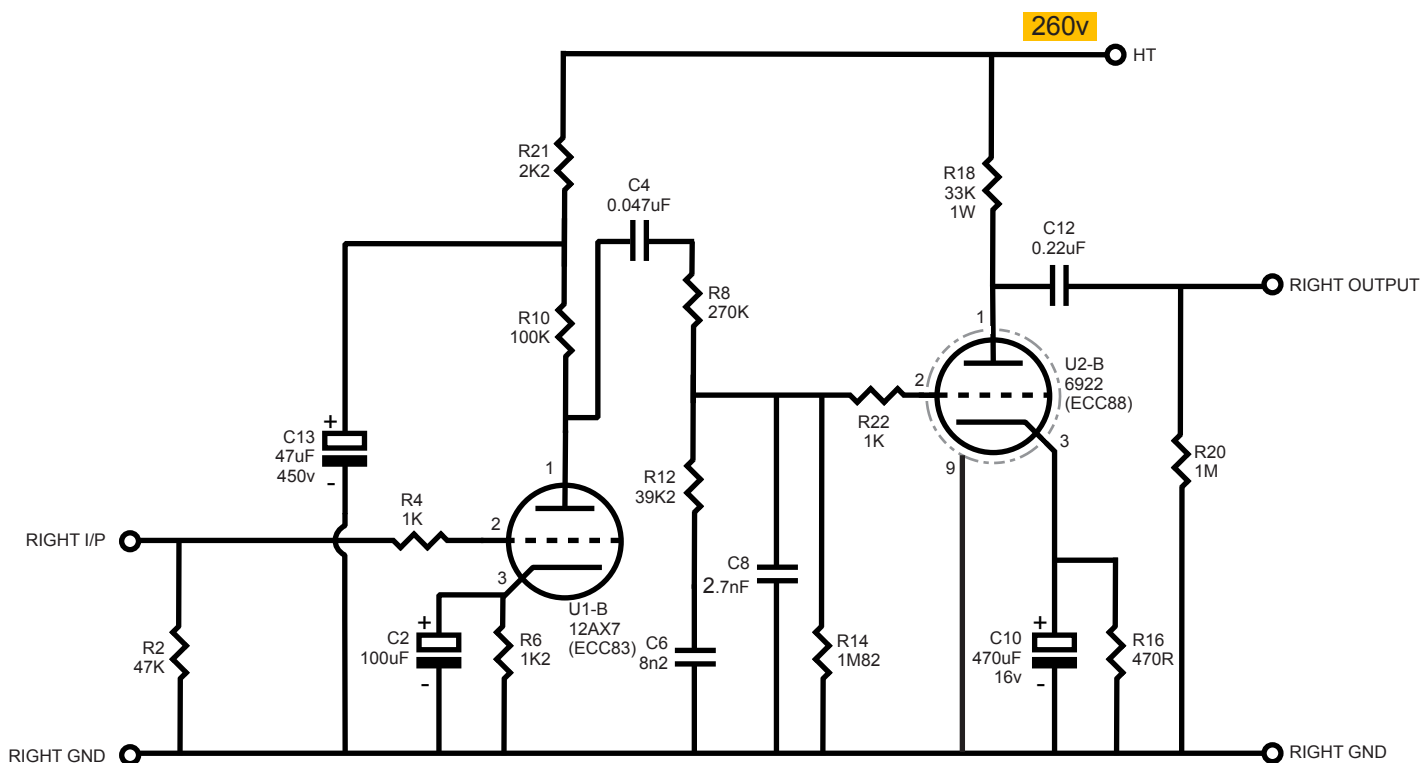 260v
HT
R21
2K2
R18
33K
1W
C4
0.047uF
C12
0.22uF
RIGHT OUTPUT
R8
270K
R10
100K
1
U2-B
6922
(ECC88)
2
R22
1K
3
C13
47uF
450v
+
-
9
R20
1M
1
R12
39K2
R4
1K
2
RIGHT I/P
3
C8
2.7nF
U1-B
12AX7
(ECC83)
C2
100uF
+
-
R6
1K2
R2
47K
C6
8n2
R14
1M82
C10
470uF
16v
+
-
R16
470R
RIGHT GND
RIGHT GND